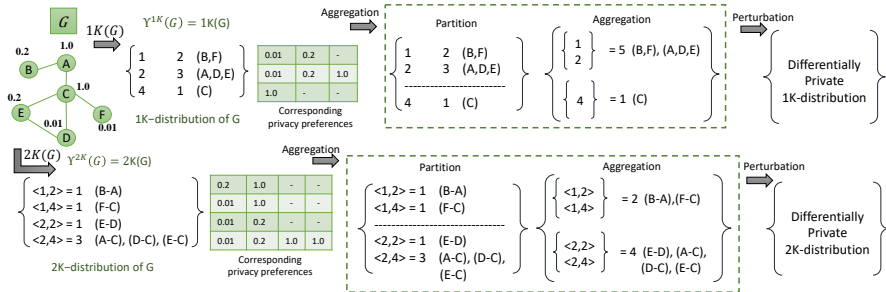 G
1K(G)
ϒ^1K(G) = 1K(G)
0.2
1.0
B
A
C
1.0
0.2
E
F
0.01
0.01
D
1 2 (B,F)
2 3 (A,D,E)
4 1 (C)
1K−distribution of G
0.01 0.2 -
0.01 0.2 1.0
1.0 - -
Corresponding
privacy preferences
Aggregation
Partition
1 2 (B,F)
2 3 (A,D,E)
4 1 (C)
Aggregation
1
2
= 5 (B,F), (A,D,E)
4
= 1 (C)
Perturbation
Differentially
Private
1K-distribution
2K(G)
ϒ^2K(G) = 2K(G)
<1,2> = 1 (B-A)
<1,4> = 1 (F-C)
<2,2> = 1 (E-D)
<2,4> = 3 (A-C), (D-C), (E-C)
2K−distribution of G
0.2 1.0 - -
0.01 1.0 - -
0.01 0.2 - -
0.01 0.2 1.0 1.0
Corresponding
privacy preferences
Aggregation
Partition
<1,2> = 1 (B-A)
<1,4> = 1 (F-C)
<2,2> = 1 (E-D)
<2,4> = 3 (A-C), (D-C),
(E-C)
Aggregation
<1,2>
<1,4>
= 2 (B-A),(F-C)
<2,2>
<2,4>
= 4 (E-D), (A-C),
(D-C), (E-C)
Perturbation
Differentially
Private
2K-distribution